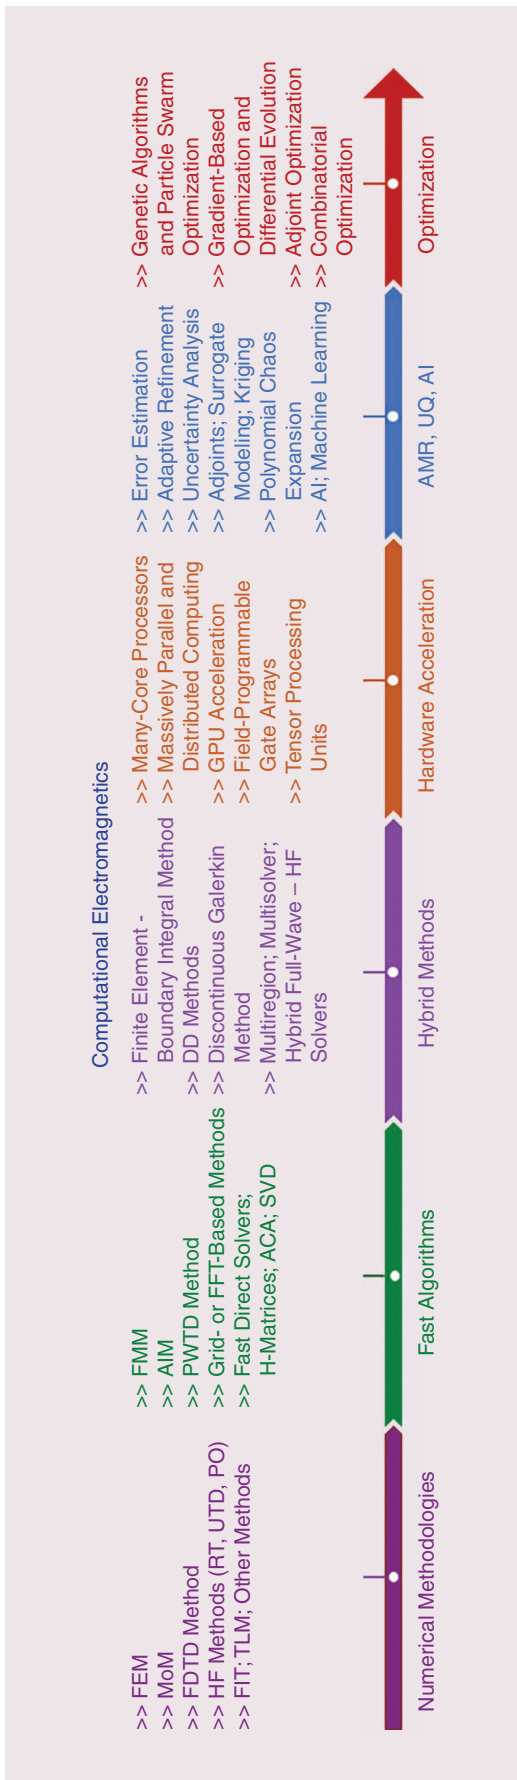 Computational Electromagnetics
>> FEM
>> MoM
>> FDTD Method
>> HF Methods (RT, UTD, PO)
>> FIT; TLM; Other Methods
Numerical Methodologies
>> FMM
>> AIM
>> PWTD Method
>> Grid- or FFT-Based Methods
>> Fast Direct Solvers;
H-Matrices; ACA; SVD
Fast Algorithms
>> Finite Element -
Boundary Integral Method
>> DD Methods
>> Discontinuous Galerkin
Method
>> Multiregion; Multisolver;
Hybrid Full-Wave – HF
Solvers
Hybrid Methods
>> Many-Core Processors
>> Massively Parallel and
Distributed Computing
>> GPU Acceleration
>> Field-Programmable
Gate Arrays
>> Tensor Processing
Units
Hardware Acceleration
>> Error Estimation
>> Adaptive Refinement
>> Uncertainty Analysis
>> Adjoints; Surrogate
Modeling; Kriging
>> Polynomial Chaos
Expansion
>> AI; Machine Learning
AMR, UQ, AI
>> Genetic Algorithms
and Particle Swarm
Optimization
>> Gradient-Based
Optimization and
Differential Evolution
>> Adjoint Optimization
>> Combinatorial
Optimization
Optimization